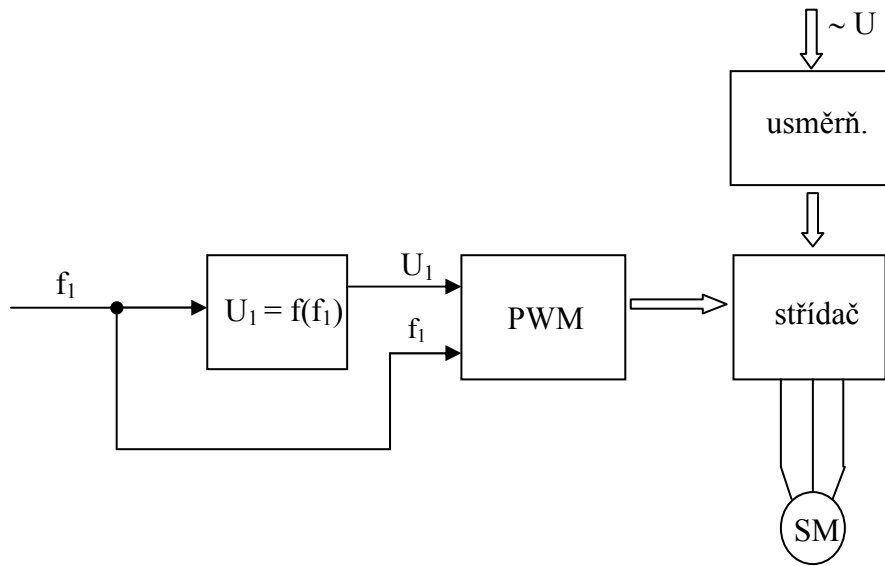 ~ U
usměrň.
f₁
U₁ = f(f₁)
U₁
f₁
PWM
střídač
SM